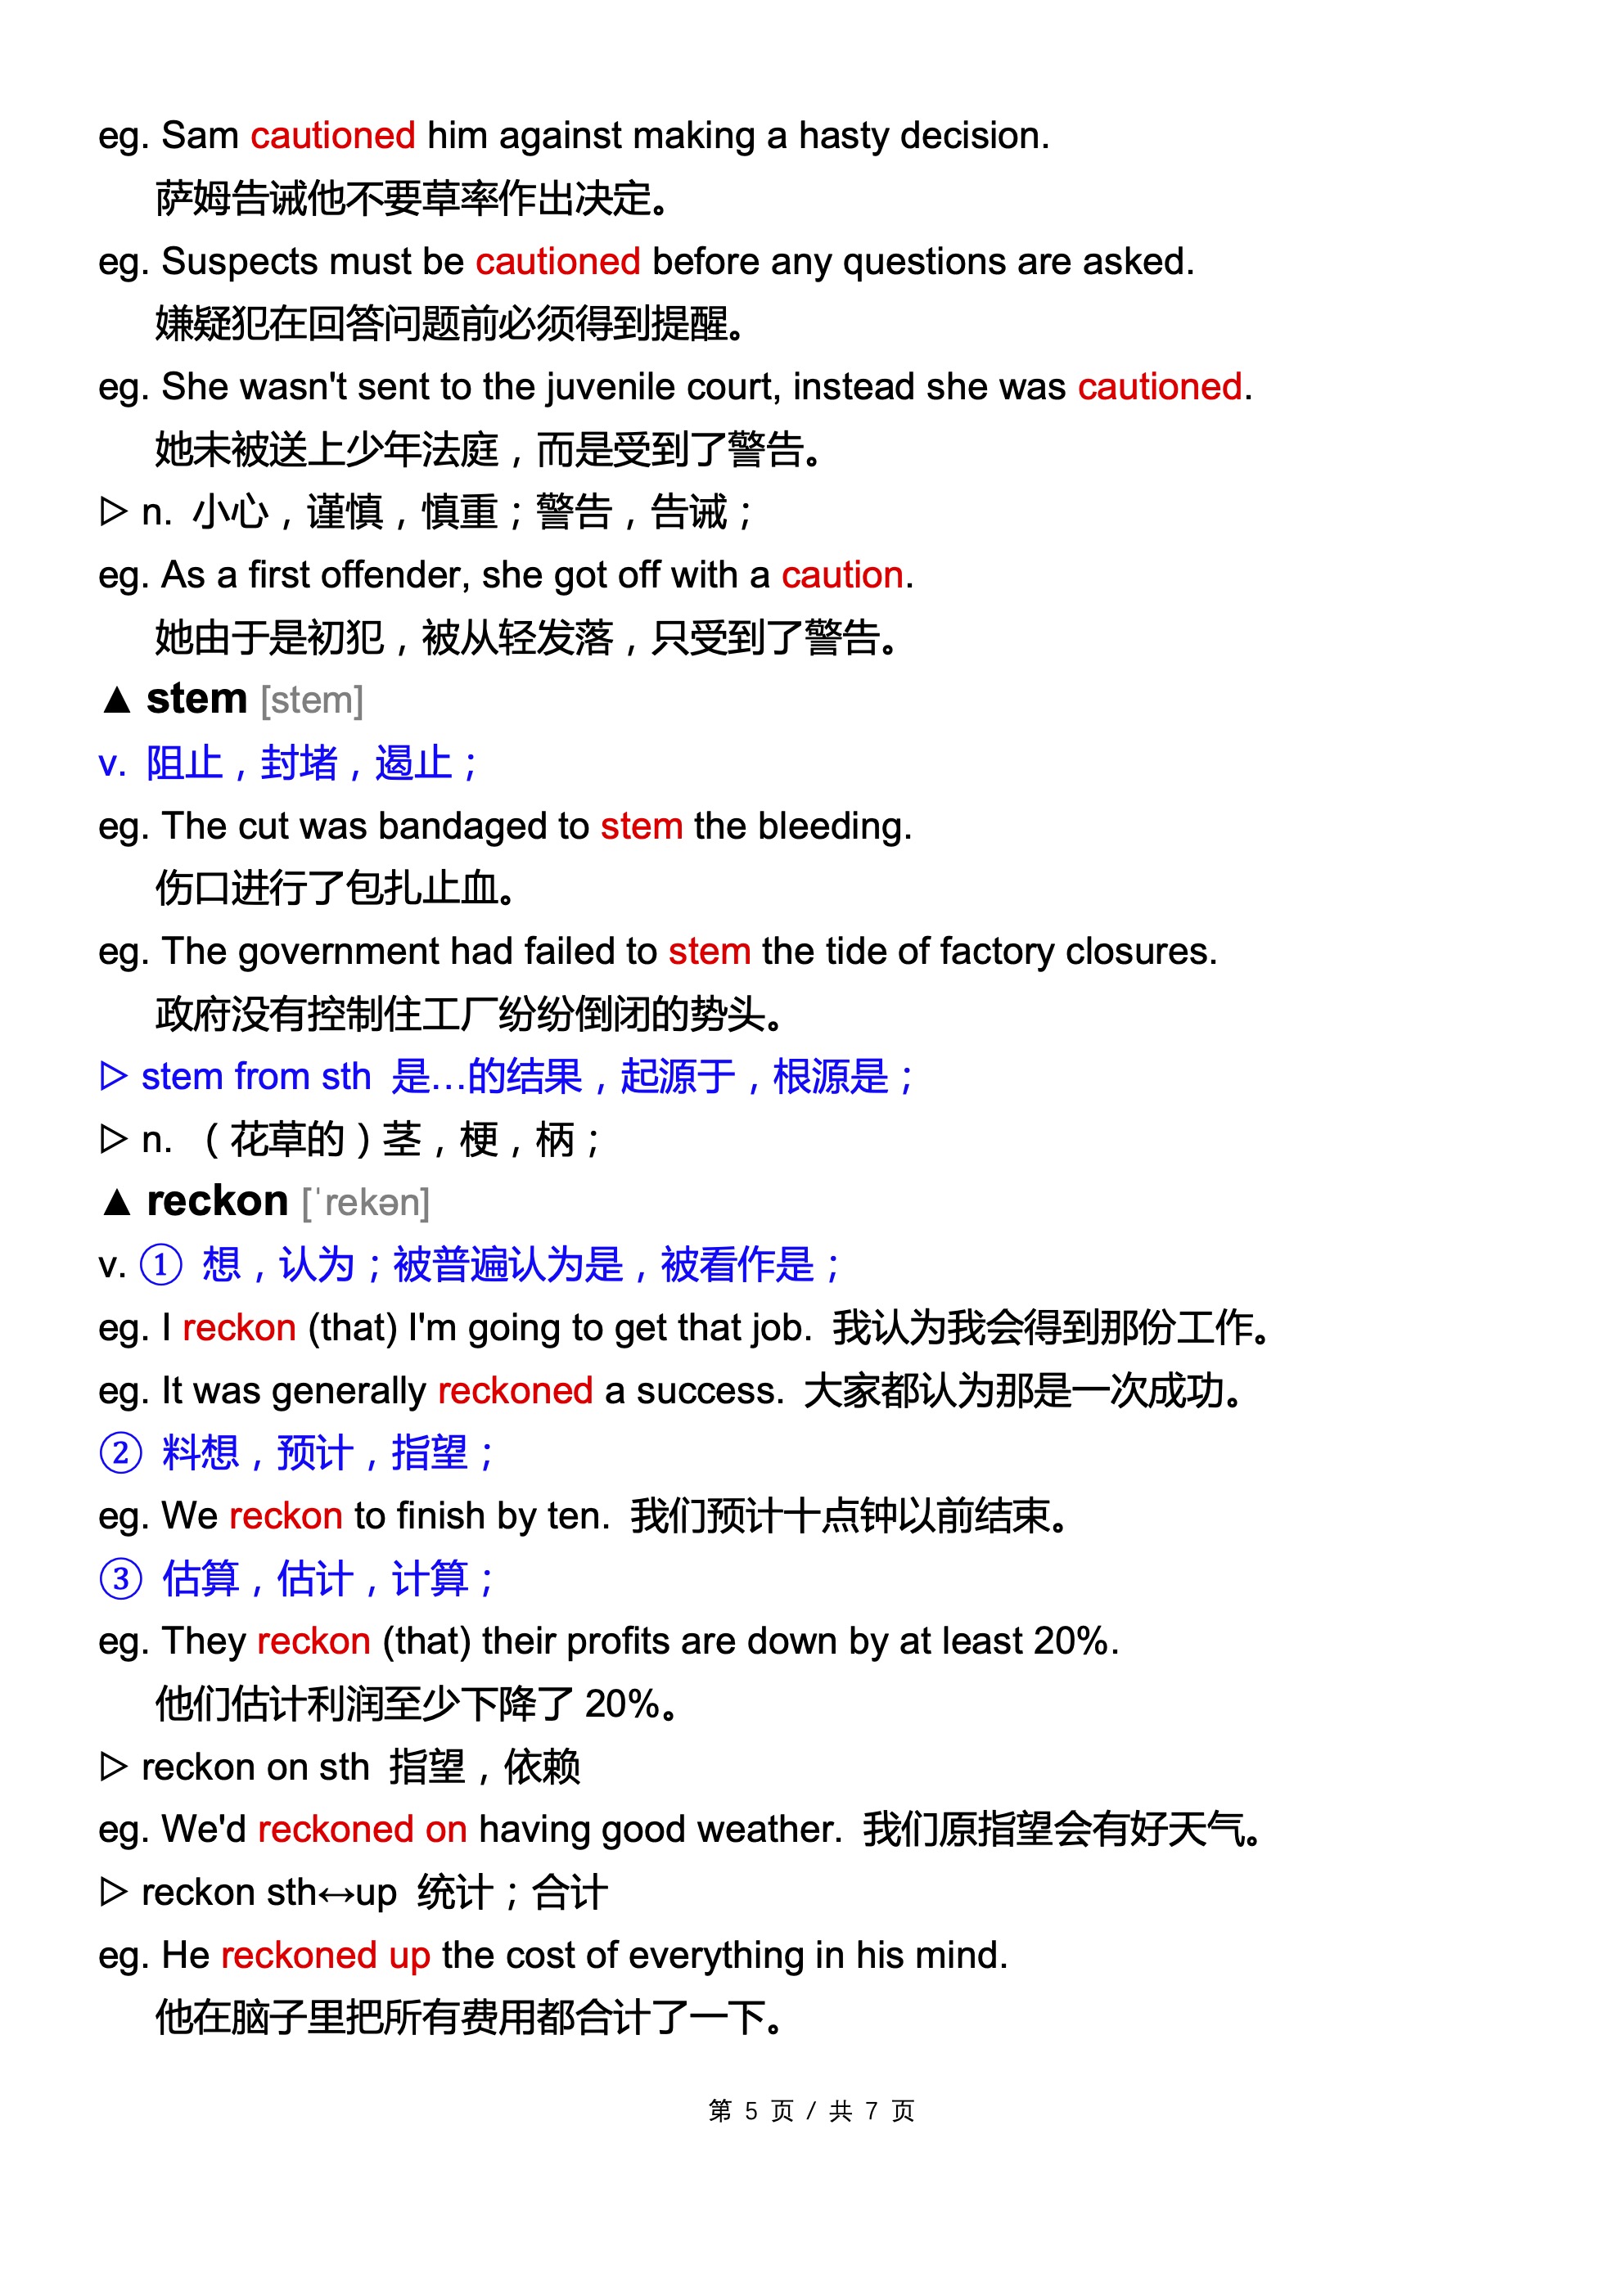 eg. Sam cautioned him against making a hasty decision.
萨姆告诫他不要草率作出决定。
eg. Suspects must be cautioned before any questions are asked.
嫌疑犯在回答问题前必须得到提醒。
eg. She wasn't sent to the juvenile court, instead she was cautioned.
她未被送上少年法庭，而是受到了警告。
▷ n. 小心，谨慎，慎重；警告，告诫；
eg. As a first offender, she got off with a caution.
她由于是初犯，被从轻发落，只受到了警告。
▲ stem [stem]
v. 阻止，封堵，遏止；
eg. The cut was bandaged to stem the bleeding.
伤口进行了包扎止血。
eg. The government had failed to stem the tide of factory closures.
政府没有控制住工厂纷纷倒闭的势头。
▷ stem from sth 是…的结果，起源于，根源是；
▷ n. （花草的）茎，梗，柄；
▲ reckon [ˈrekən]
v. ① 想，认为；被普遍认为是，被看作是；
eg. I reckon (that) I'm going to get that job. 我认为我会得到那份工作。
eg. It was generally reckoned a success. 大家都认为那是一次成功。
② 料想，预计，指望；
eg. We reckon to finish by ten. 我们预计十点钟以前结束。
③ 估算，估计，计算；
eg. They reckon (that) their profits are down by at least 20%.
他们估计利润至少下降了 20%。
▷ reckon on sth 指望，依赖
eg. We'd reckoned on having good weather. 我们原指望会有好天气。
▷ reckon sth↔up 统计；合计
eg. He reckoned up the cost of everything in his mind.
他在脑子里把所有费用都合计了一下。
第 5 页 / 共 7 页